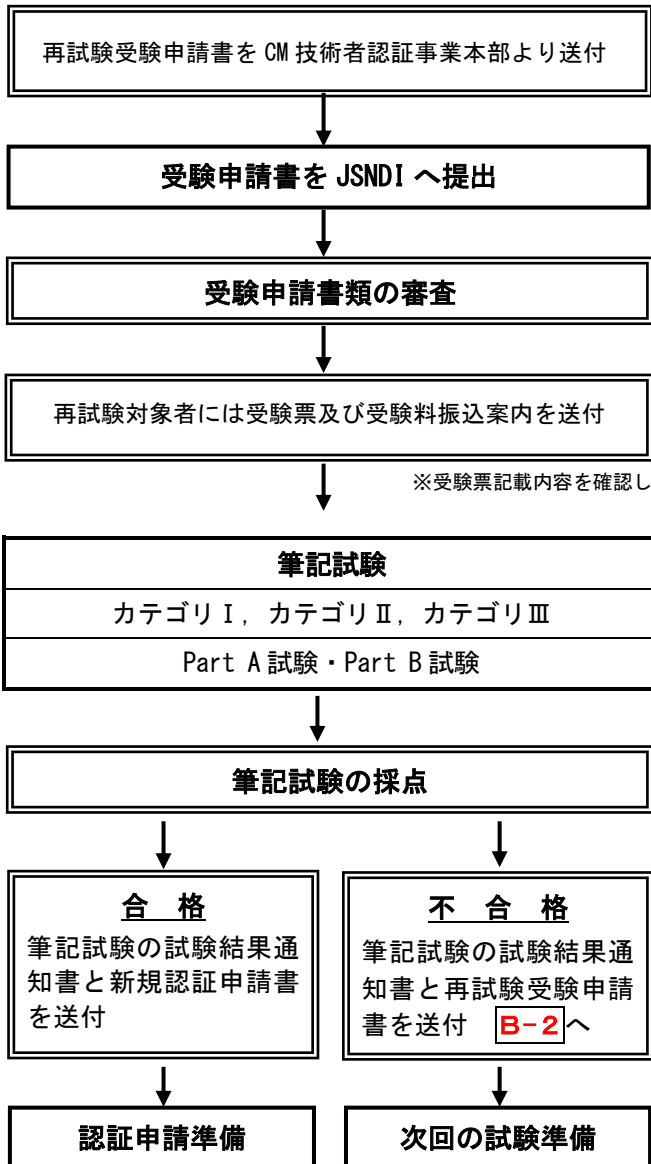 再試験受験申請書を CM 技術者認証事業本部より送付
受験申請書を JSNDI へ提出
受験申請書類の審査
再試験対象者には受験票及び受験料振込案内を送付
※受験票記載内容を確認し
筆記試験
カテゴリⅠ, カテゴリⅡ, カテゴリⅢ
Part A 試験・Part B 試験
筆記試験の採点
合 格
筆記試験の試験結果通
知書と新規認証申請書
を送付
不 合 格
筆記試験の試験結果通
知書と再試験受験申請
書を送付 B-2へ
認証申請準備
次回の試験準備